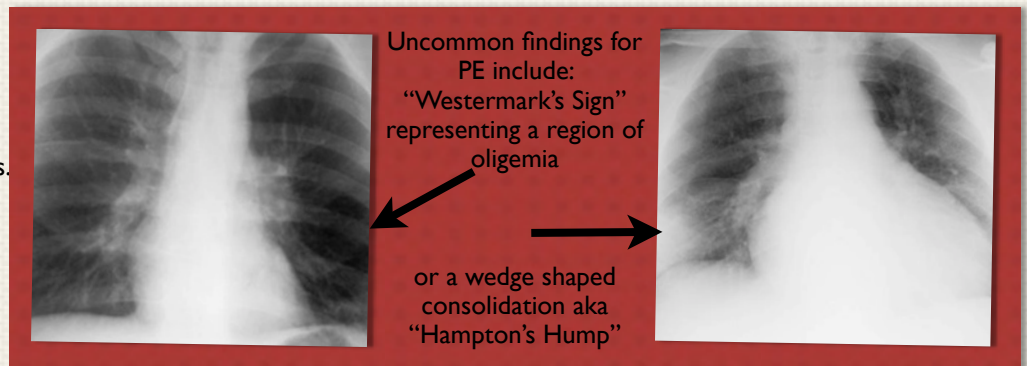 Uncommon findings for
PE include:
“Westermark’s Sign”
representing a region of
oligemia
s.
or a wedge shaped
consolidation aka
“Hampton’s Hump”